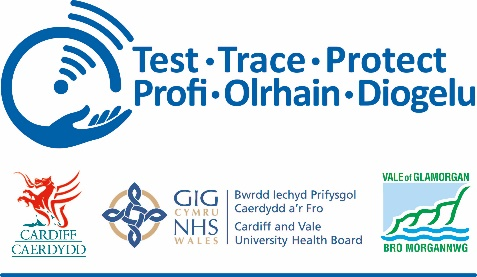 Test • Trace • Protect
Profi • Olrhain • Diogelu
CARDIFF
CAERDYDD
GIG
CYMRU
NHS
WALES
Bwrdd Iechyd Prifysgol
Caerdydd a'r Fro
Cardiff and Vale
University Health Board
VALE of GLAMORGAN
BRO MORGANNWG